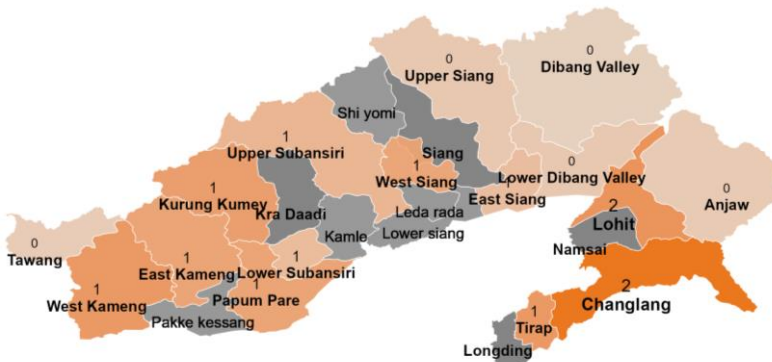 0
Upper Siang
0
Dibang Valley
Shi yomi
1
Upper Subansiri
Siang
1
West Siang
0
Lower Dibang Valley
1
East Siang
0
Anjaw
1
Kurung Kumey
Kra Daadi
Leda rada
Lower siang
Kamle
2
Lohit
Namsai
0
Tawang
1
East Kameng
1
Lower Subansiri
1
West Kameng
1
Papum Pare
Pakke kessang
2
Changlang
1
Tirap
Longding